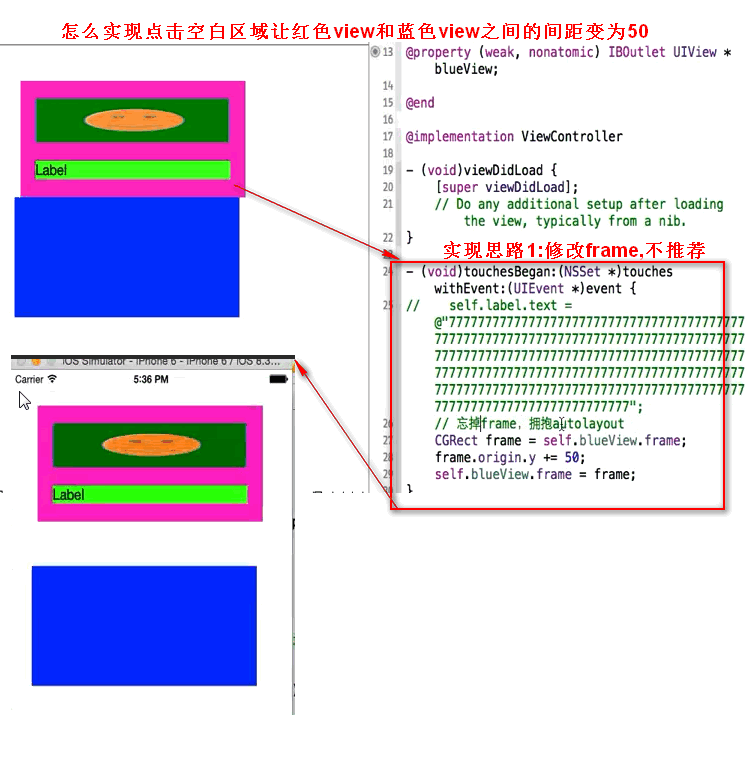 怎么实现点击空白区域让红色view和蓝色view之间的间距变为50
13 @property (weak, nonatomic) IBOutlet UIView *
blueView;
14
15 @end
16
17 @implementation ViewController
18
19 - (void)viewDidLoad {
20 [super viewDidLoad];
21 // Do any additional setup after loading
the view, typically from a nib.
22 }
实现思路1:修改frame,不推荐
24 - (void)touchesBegan:(NSSet *)touches
withEvent:(UIEvent *)event {
25 // self.label.text =
@"7777777777777777777777777777777777777
7777777777777777777777777777777777777777
7777777777777777777777777777777777777777
7777777777777777777777777777777777777777
7777777777777777777777777777777777777777
7777777777777777777777777";
26 // 忘掉frame, 拥抱autolayout
27 CGRect frame = self.blueView.frame;
28 frame.origin.y += 50;
29 self.blueView.frame = frame;
}
Label
iOS Simulator - iPhone 6 - iPhone 6 / iOS 8.3...
Carrier 5:36 PM
Label